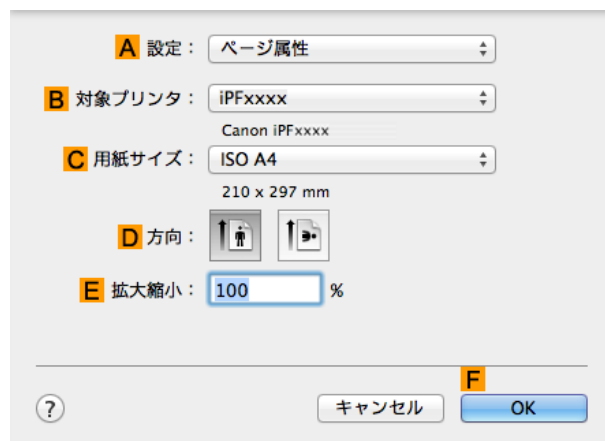 A 設定： ページ属性
B 対象プリンタ： iPFxxxx
Canon iPFxxxx
C 用紙サイズ： ISO A4
210 x 297 mm
D 方向：
E 拡大縮小： 100 %
F
? キャンセル OK